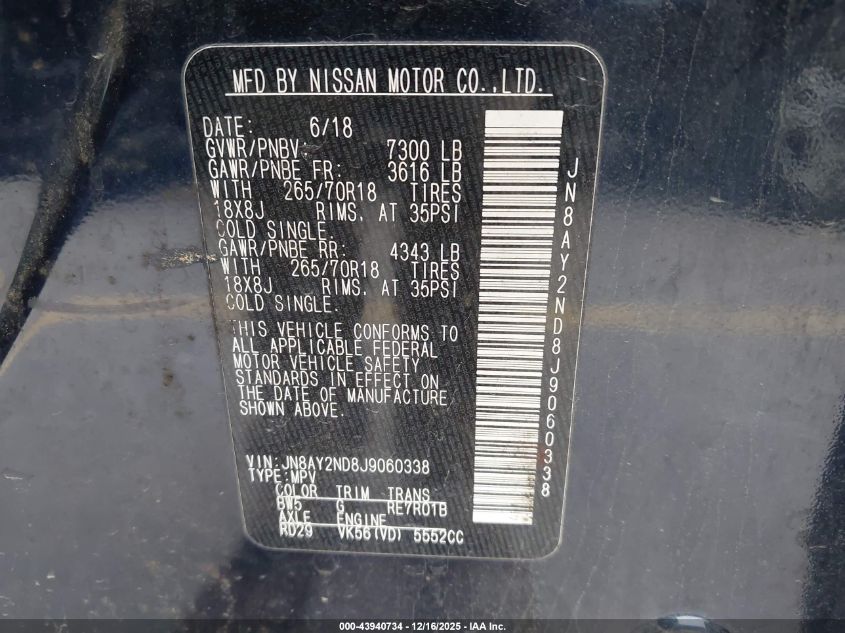 MFD BY NISSAN MOTOR CO.,LTD.
DATE: 6/18
GVWR/PNBV: 7300 LB
GAWR/PNBE FR: 3616 LB
WITH 265/70R18 TIRES
18X8J RIMS. AT 35PSI
COLD SINGLE.
GAWR/PNBE RR: 4343 LB
WITH 265/70R18 TIRES
18X8J RIMS. AT 35PSI
COLD SINGLE.
THIS VEHICLE CONFORMS TO
ALL APPLICABLE FEDERAL
MOTOR VEHICLE SAFETY
STANDARDS IN EFFECT ON
THE DATE OF MANUFACTURE
SHOWN ABOVE.
VIN:JN8AY2ND8J9060338
TYPE:MPV
COLOR TRIM TRANS
BW5 G RE7R01B
AXLE ENGINE
RD29 VK56(VD) 5552CC
JN8AY2ND8J9060338
000-43940734 - 12/16/2025 - IAA Inc.